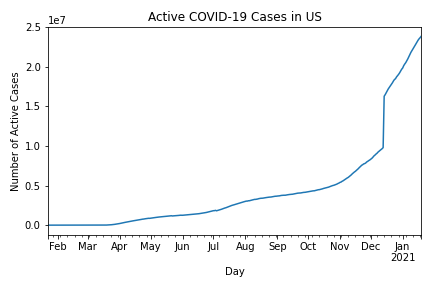 Active COVID-19 Cases in US
1e7
2.5
2.0
1.5
1.0
0.5
0.0
Number of Active Cases
Feb Mar Apr May Jun Jul Aug Sep Oct Nov Dec Jan
2021
Day